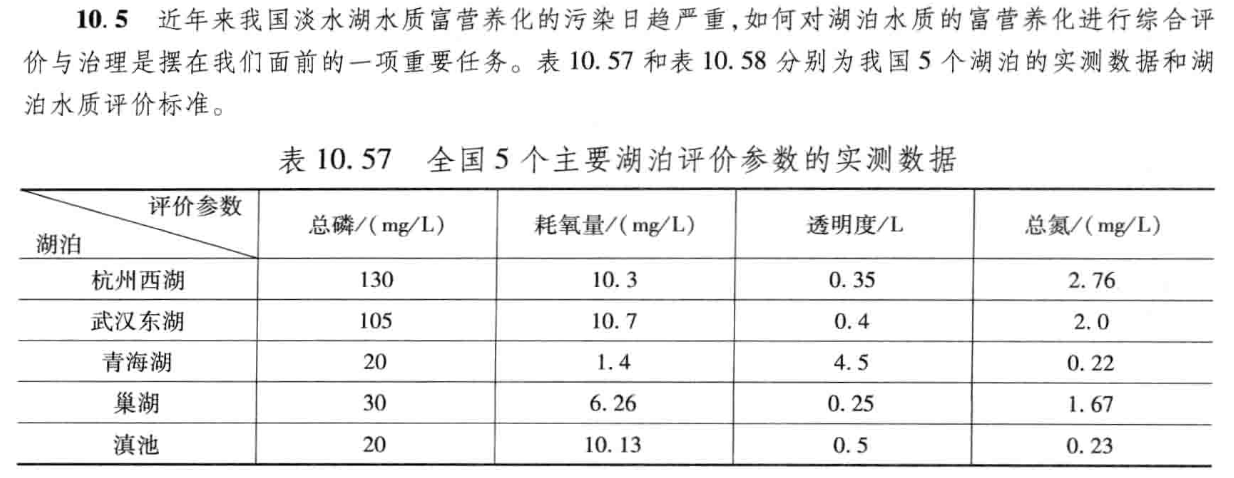 10.5 近年来我国淡水湖水质富营养化的污染日趋严重,如何对湖泊水质的富营养化进行综合评
价与治理是摆在我们面前的一项重要任务。表 10.57 和表 10.58 分别为我国 5 个湖泊的实测数据和湖
泊水质评价标准。
表 10.57 全国 5 个主要湖泊评价参数的实测数据
评价参数 湖泊 总磷/(mg/L) 耗氧量/(mg/L) 透明度/L 总氮/(mg/L)
杭州西湖 130 10.3 0.35 2.76
武汉东湖 105 10.7 0.4 2.0
青海湖 20 1.4 4.5 0.22
巢湖 30 6.26 0.25 1.67
滇池 20 10.13 0.5 0.23